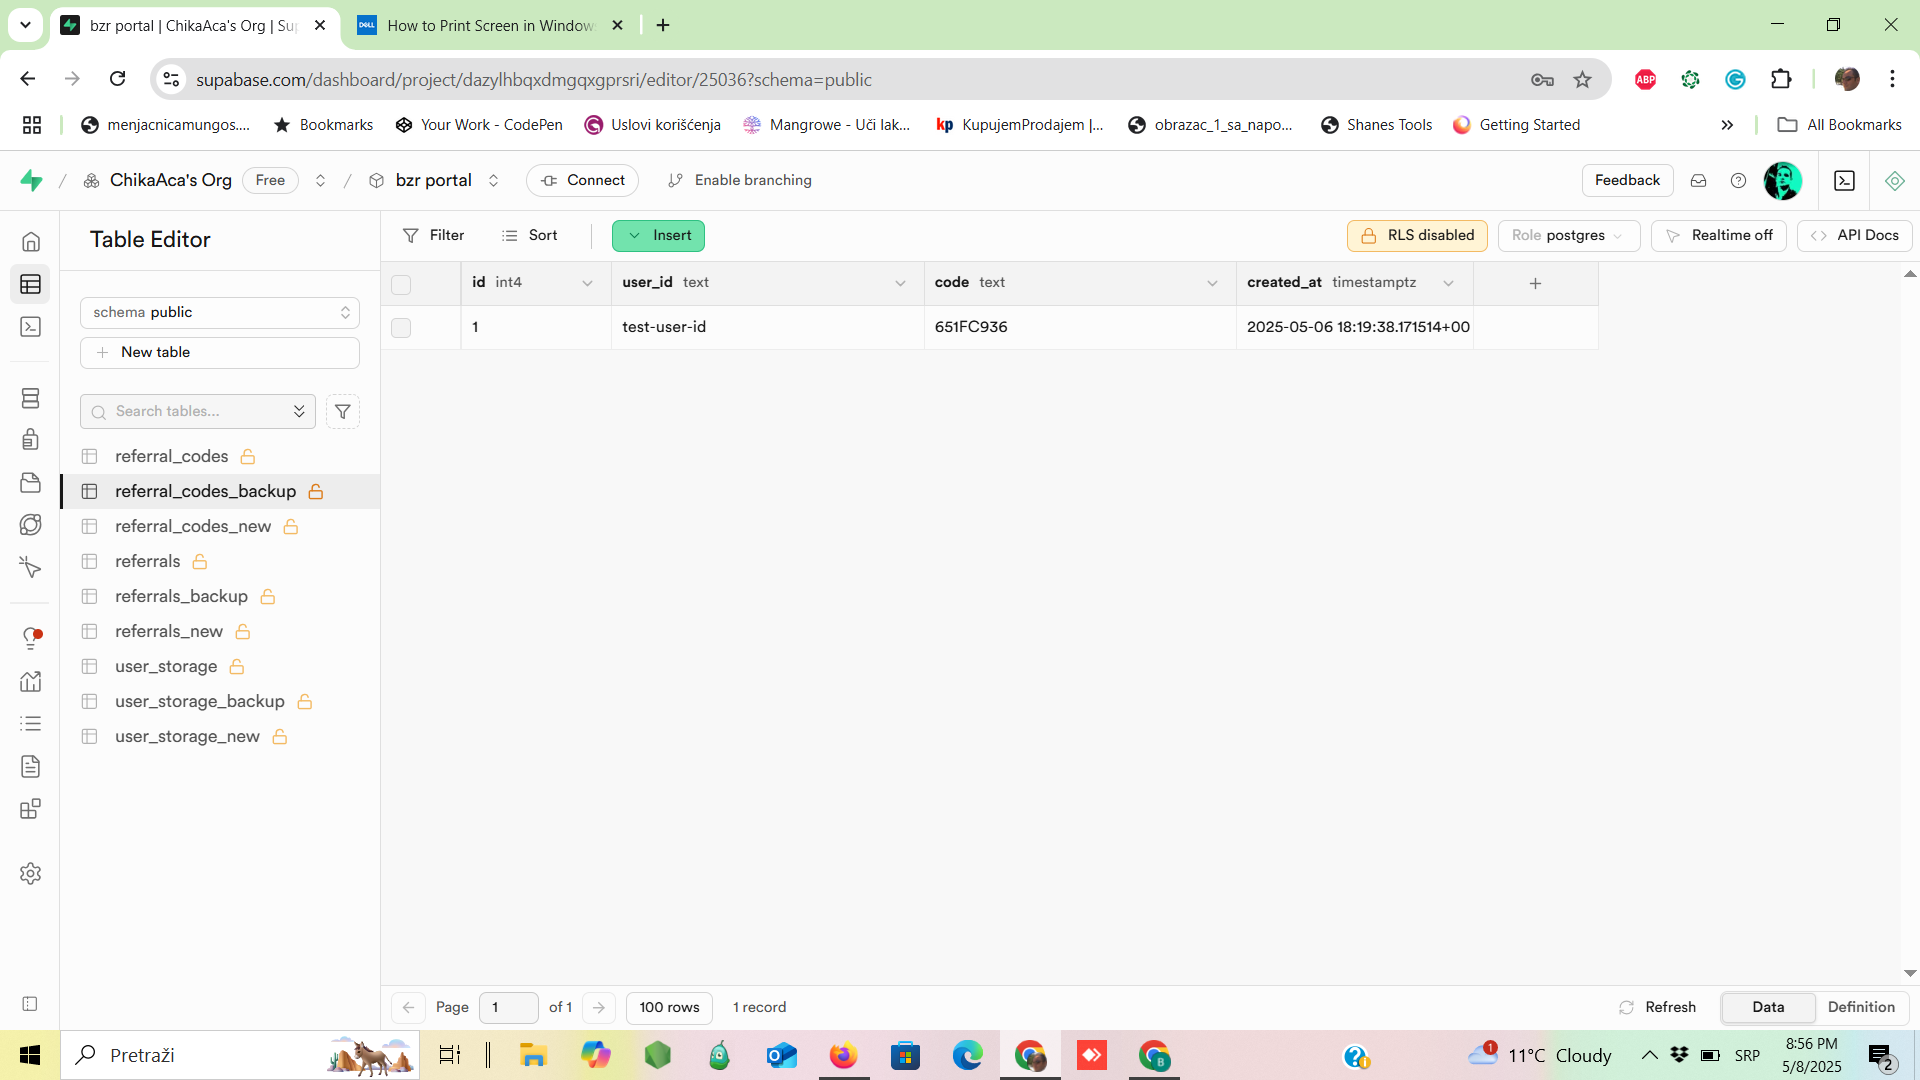 bzr portal | ChikaAca's Org | Su
How to Print Screen in Window
supabase.com/dashboard/project/dazylhbqxdmgqxgprsri/editor/25036?schema=public
ABP
menjacnicamungos....
Bookmarks
Your Work - CodePen
Uslovi korišćenja
Mangrowe - Uči lak...
KupujemProdajem |...
obrazac_1_sa_napo...
Shanes Tools
Getting Started
All Bookmarks
ChikaAca's Org
Free
bzr portal
Connect
Enable branching
Feedback
Table Editor
Filter
Sort
Insert
RLS disabled
Role postgres
Realtime off
API Docs
schema public
New table
Search tables...
referral_codes
referral_codes_backup
referral_codes_new
referrals
referrals_backup
referrals_new
user_storage
user_storage_backup
user_storage_new
id int4
user_id text
code text
created_at timestamptz
1
test-user-id
651FC936
2025-05-06 18:19:38.171514+00
Page 1 of 1
100 rows
1 record
Refresh
Data
Definition
Pretraži
1
11°C Cloudy
SRP
8:56 PM
5/8/2025
2